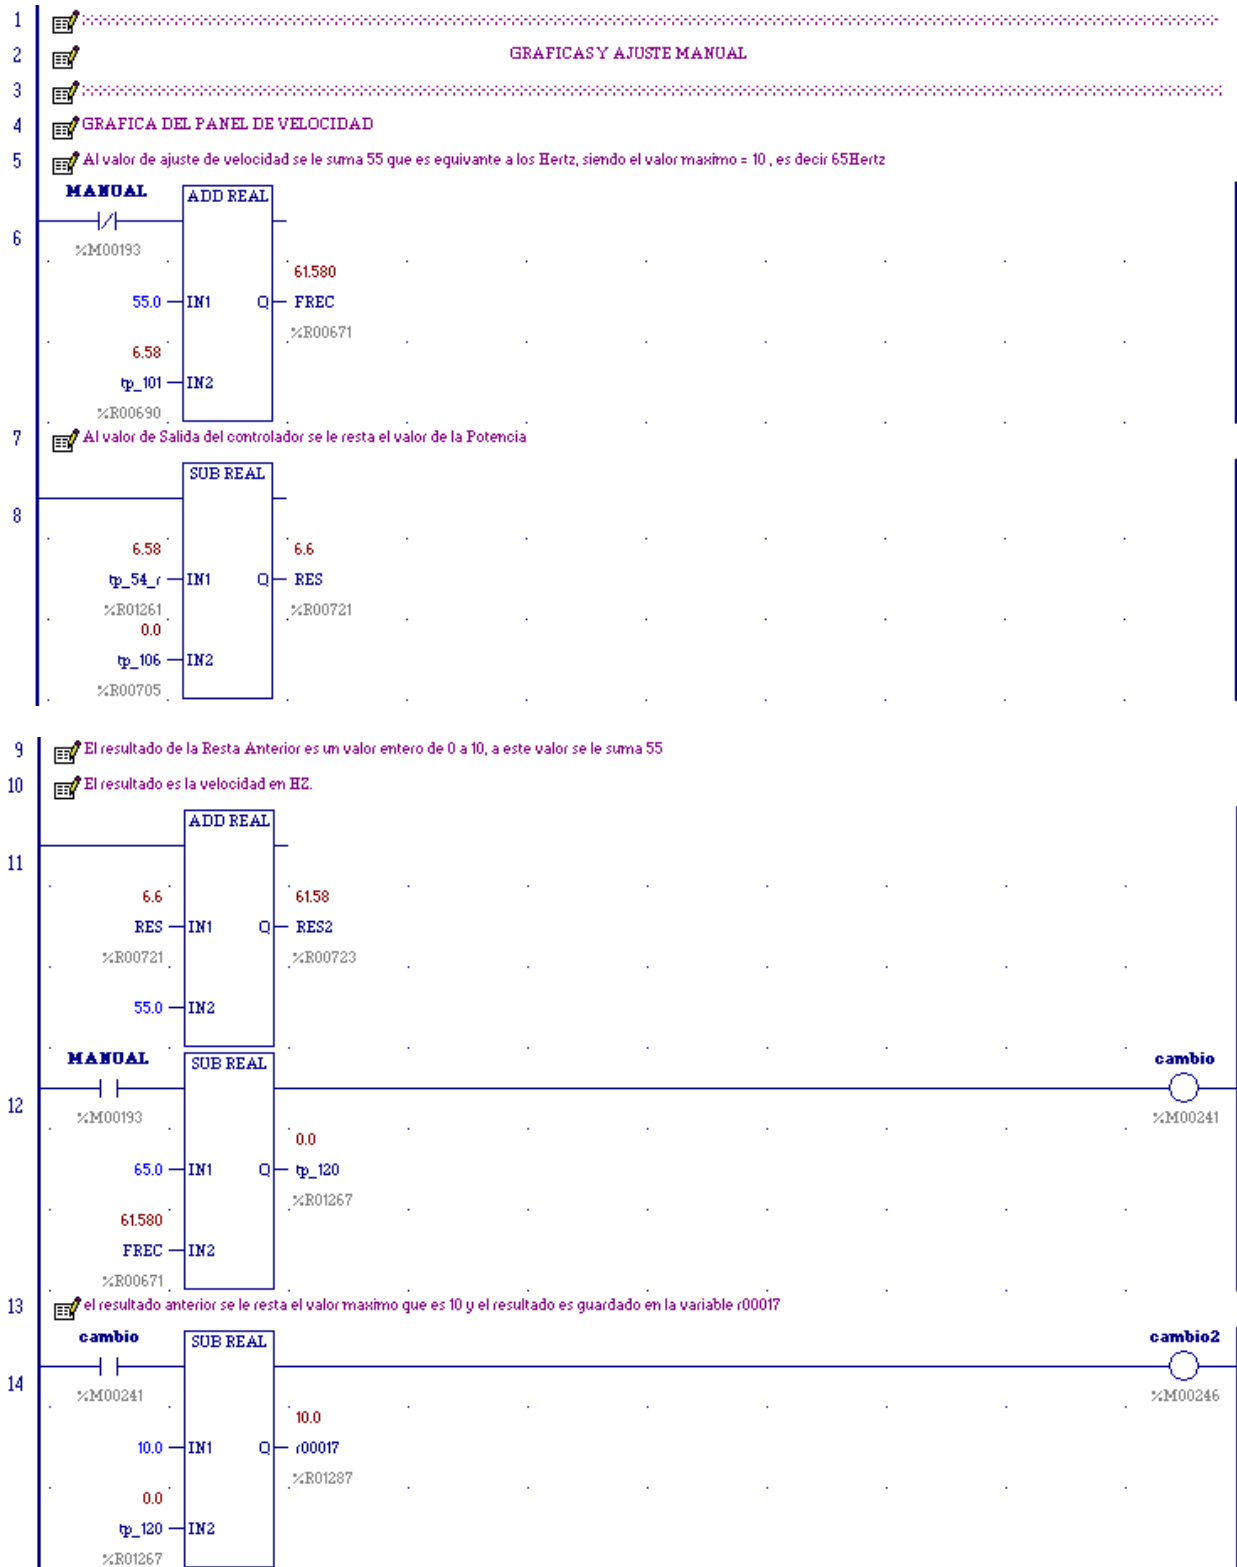 1
2 GRAFICAS Y AJUSTE MANUAL
3
4 GRAFICA DEL PANEL DE VELOCIDAD
5 Al valor de ajuste de velocidad se le suma 55 que es equivante a los Hertz, siendo el valor maximo = 10 , es decir 65Hertz
MANUAL
ADD REAL
6
%M00193
61.580
55.0 IN1 Q FREC
%R00671
6.58
tp_101 IN2
%R00690
7 Al valor de Salida del controlador se le resta el valor de la Potencia
SUB REAL
8
6.58 6.6
tp_54_r IN1 Q RES
%R01261 %R00721
0.0
tp_106 IN2
%R00705
9 El resultado de la Resta Anterior es un valor entero de 0 a 10, a este valor se le suma 55
10 El resultado es la velocidad en HZ.
ADD REAL
11
6.6 61.58
RES IN1 Q RES2
%R00721 %R00723
55.0 IN2
MANUAL SUB REAL cambio
12
%M00193 %M00241
0.0
65.0 IN1 Q tp_120
%R01267
61.580
FREC IN2
%R00671
13 el resultado anterior se le resta el valor maximo que es 10 y el resultado es guardado en la variable r00017
cambio SUB REAL cambio2
14
%M00241 %M00246
10.0
10.0 IN1 Q r00017
%R01287
0.0
tp_120 IN2
%R01267